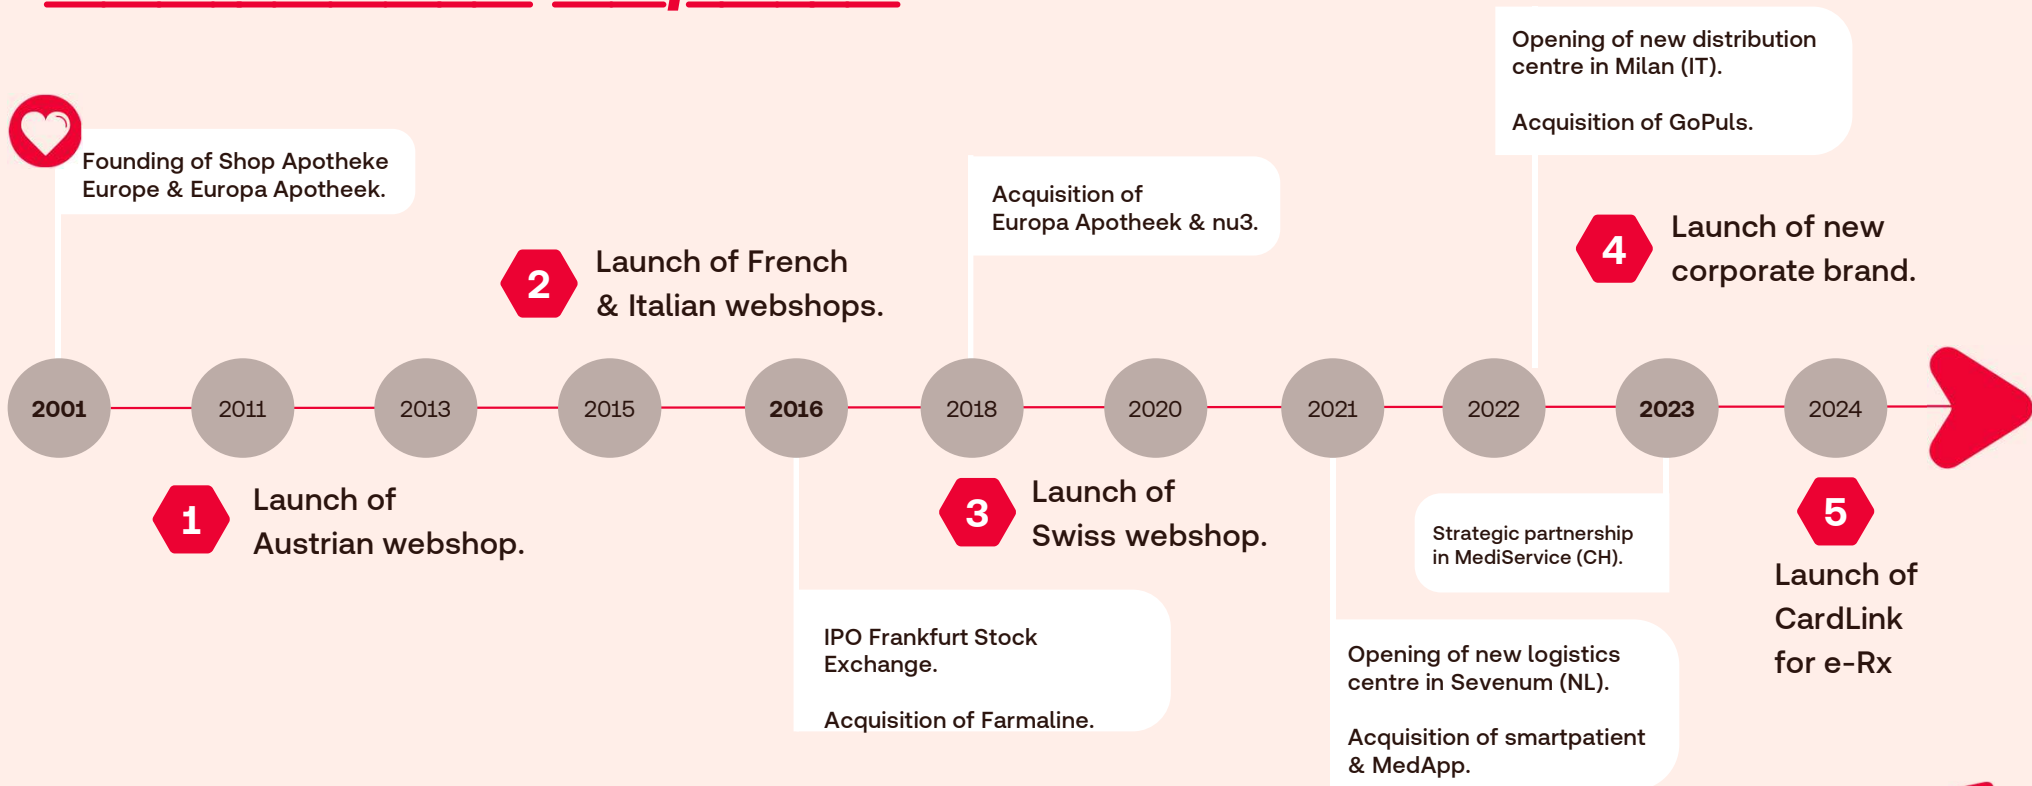 Opening of new distribution
centre in Milan (IT).
Acquisition of GoPuls.
Founding of Shop Apotheke
Europe & Europa Apotheek.
Acquisition of
Europa Apotheek & nu3.
2
Launch of French
& Italian webshops.
4
Launch of new
corporate brand.
2001
2011
2013
2015
2016
2018
2020
2021
2022
2023
2024
1
Launch of
Austrian webshop.
3
Launch of
Swiss webshop.
Strategic partnership
in MediService (CH).
5
Launch of
CardLink
for e-Rx
IPO Frankfurt Stock
Exchange.
Acquisition of Farmaline.
Opening of new logistics
centre in Sevenum (NL).
Acquisition of smartpatient
& MedApp.